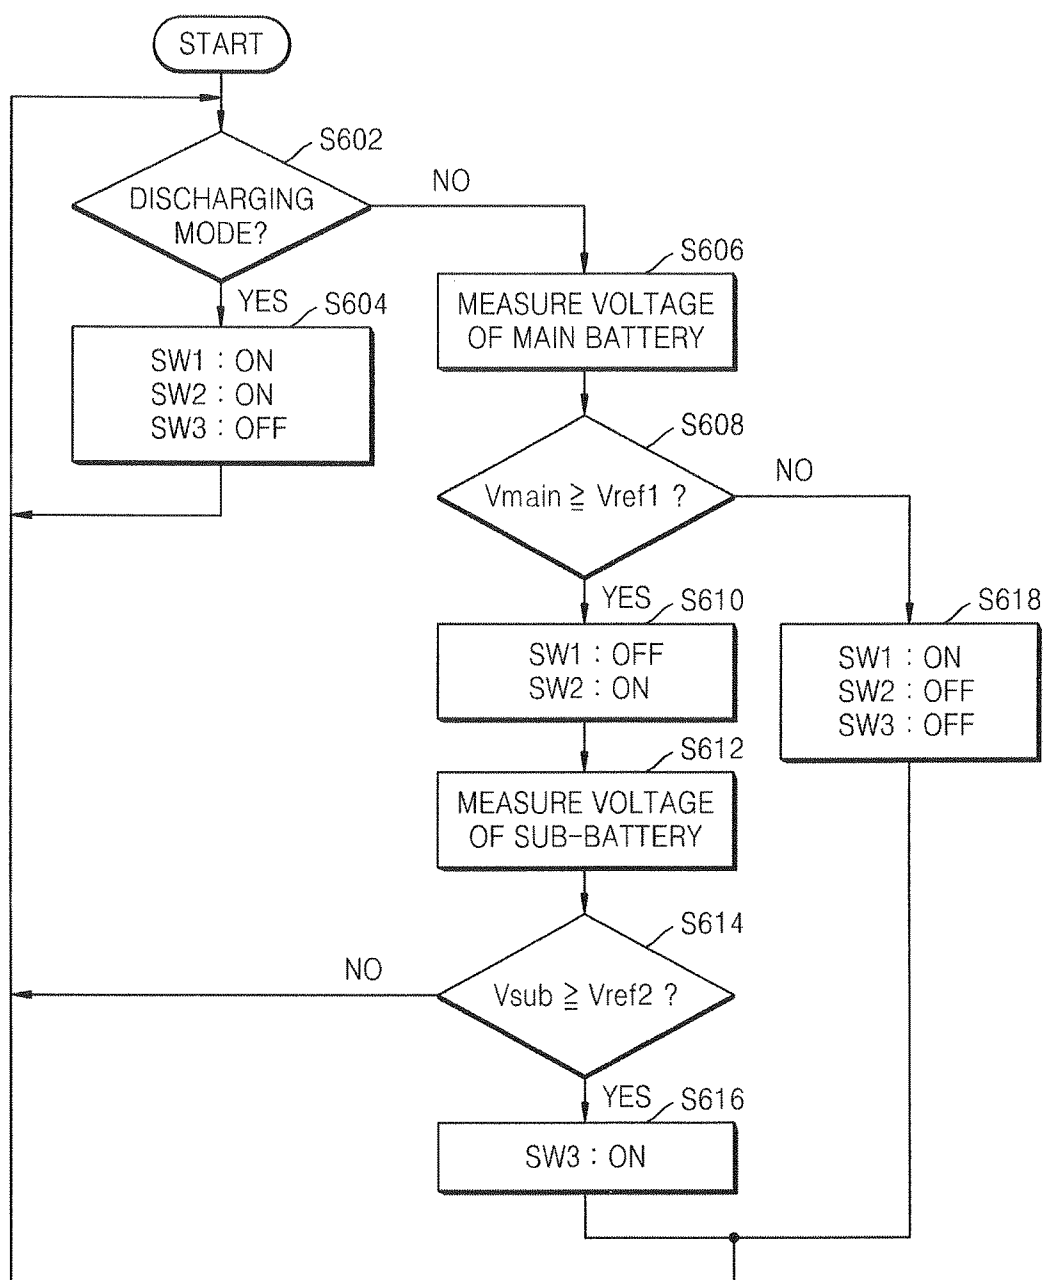 START
S602
DISCHARGING
MODE?
NO
YES
S604
SW1 : ON
SW2 : ON
SW3 : OFF
S606
MEASURE VOLTAGE
OF MAIN BATTERY
S608
Vmain ≧ Vref1 ?
NO
YES
S610
SW1 : OFF
SW2 : ON
S618
SW1 : ON
SW2 : OFF
SW3 : OFF
S612
MEASURE VOLTAGE
OF SUB-BATTERY
S614
Vsub ≧ Vref2 ?
NO
YES
S616
SW3 : ON